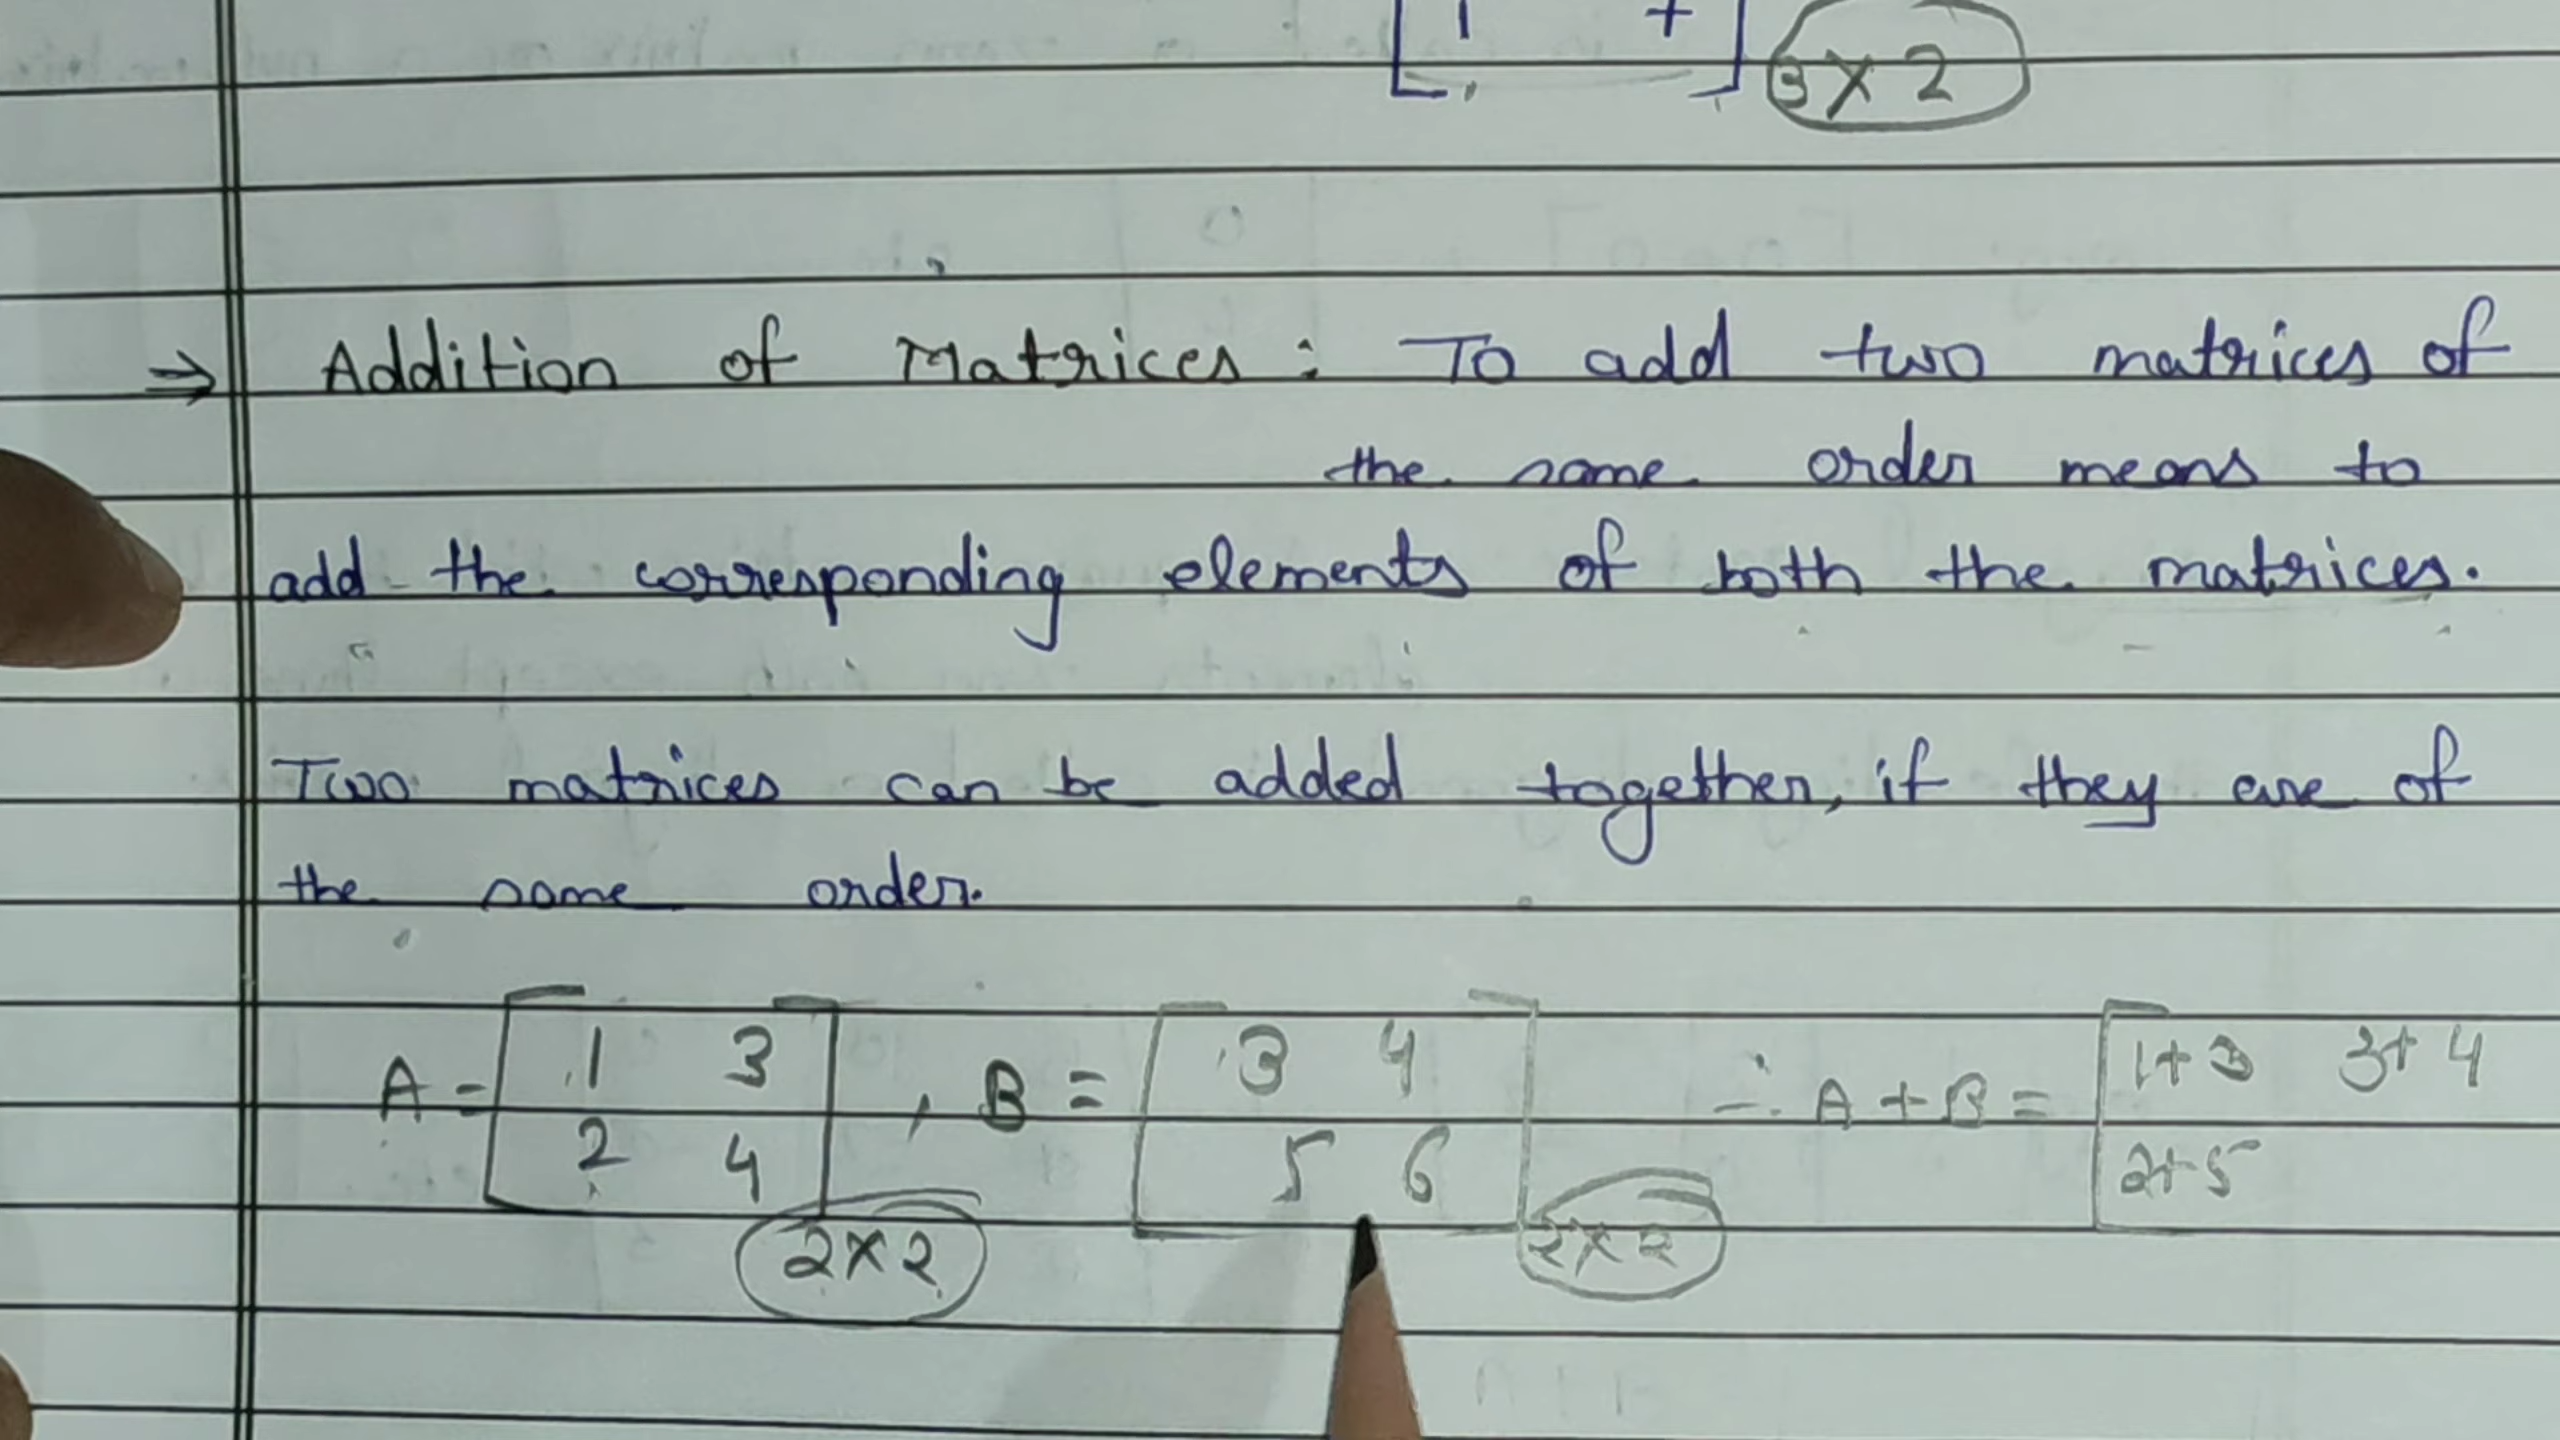 1 +
3×2
⇒ Addition of Matrices: To add two matrices of
the same order means to
add the corresponding elements of both the matrices.
Two matrices can be added together, if they are of
the same order.
A = [1 3 , B = [3 4 ∴ A + B = [1+3 3+4
2 4] 5 6] 2+5
2×2 2×2